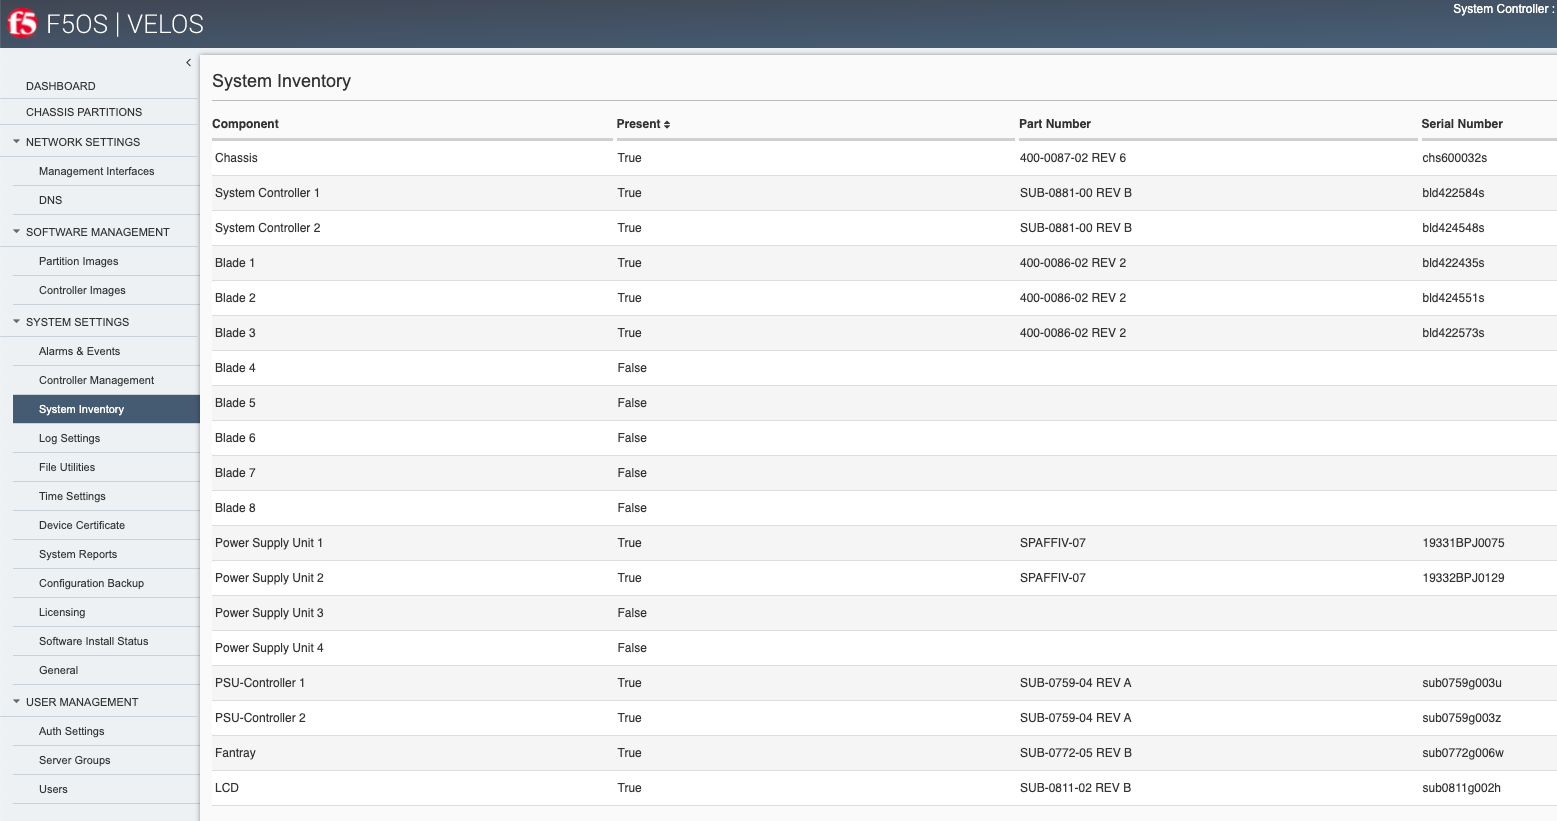 f5 F5OS | VELOS
System Controller :
DASHBOARD
CHASSIS PARTITIONS
NETWORK SETTINGS
Management Interfaces
DNS
SOFTWARE MANAGEMENT
Partition Images
Controller Images
SYSTEM SETTINGS
Alarms & Events
Controller Management
System Inventory
Log Settings
File Utilities
Time Settings
Device Certificate
System Reports
Configuration Backup
Licensing
Software Install Status
General
USER MANAGEMENT
Auth Settings
Server Groups
Users
System Inventory
Component Present Part Number Serial Number
Chassis True 400-0087-02 REV 6 chs600032s
System Controller 1 True SUB-0881-00 REV B bld422584s
System Controller 2 True SUB-0881-00 REV B bld424548s
Blade 1 True 400-0086-02 REV 2 bld422435s
Blade 2 True 400-0086-02 REV 2 bld424551s
Blade 3 True 400-0086-02 REV 2 bld422573s
Blade 4 False
Blade 5 False
Blade 6 False
Blade 7 False
Blade 8 False
Power Supply Unit 1 True SPAFFIV-07 19331BPJ0075
Power Supply Unit 2 True SPAFFIV-07 19332BPJ0129
Power Supply Unit 3 False
Power Supply Unit 4 False
PSU-Controller 1 True SUB-0759-04 REV A sub0759g003u
PSU-Controller 2 True SUB-0759-04 REV A sub0759g003z
Fantray True SUB-0772-05 REV B sub0772g006w
LCD True SUB-0811-02 REV B sub0811g002h